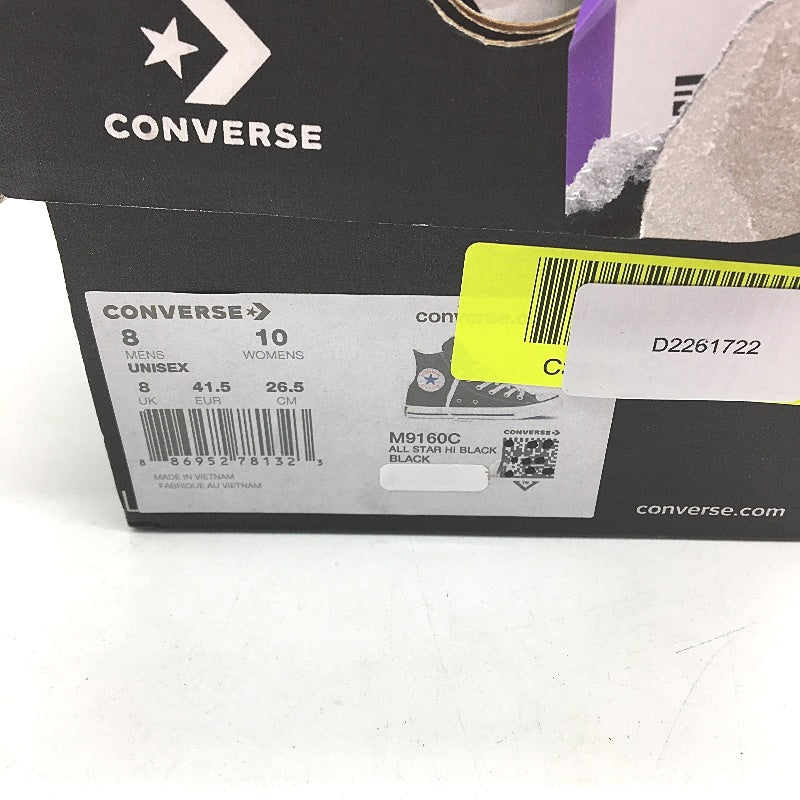 CONVERSE
CONVERSE
8
MENS
10
WOMENS
UNISEX
8
UK
41.5
EUR
26.5
CM
8 86952 78132 3
MADE IN VIETNAM
FABRIQUE AU VIETNAM
M9160C
ALL STAR HI BLACK
BLACK
CONVERSE
D2261722
converse.com